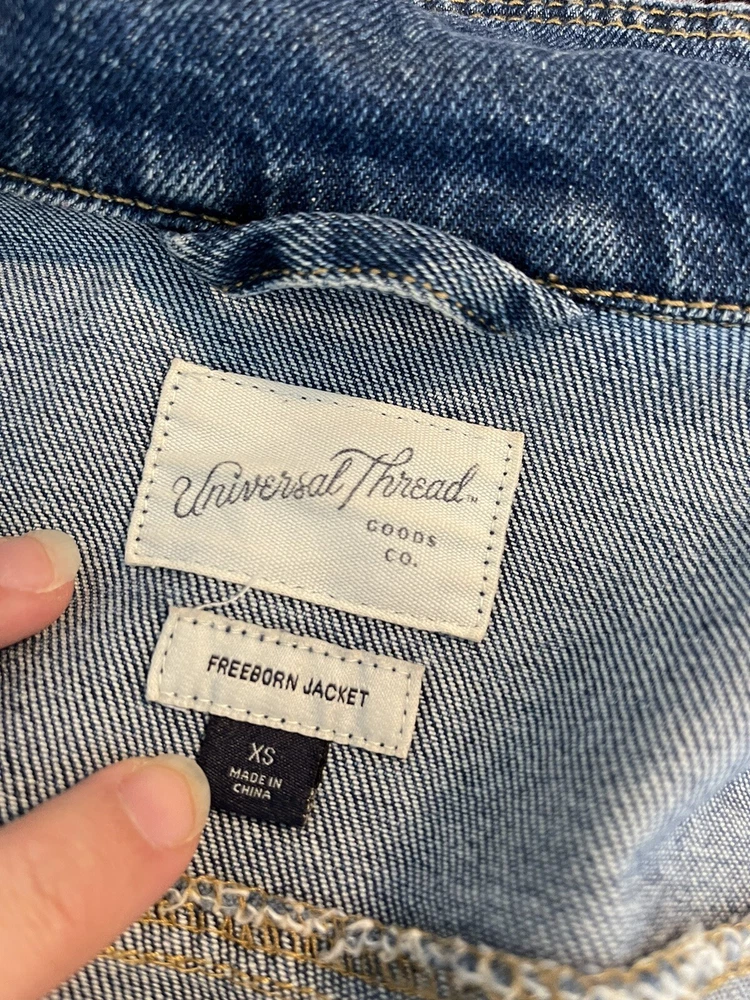 Universal Thread™
GOODS
CO.
FREEBORN JACKET
XS
MADE IN
CHINA